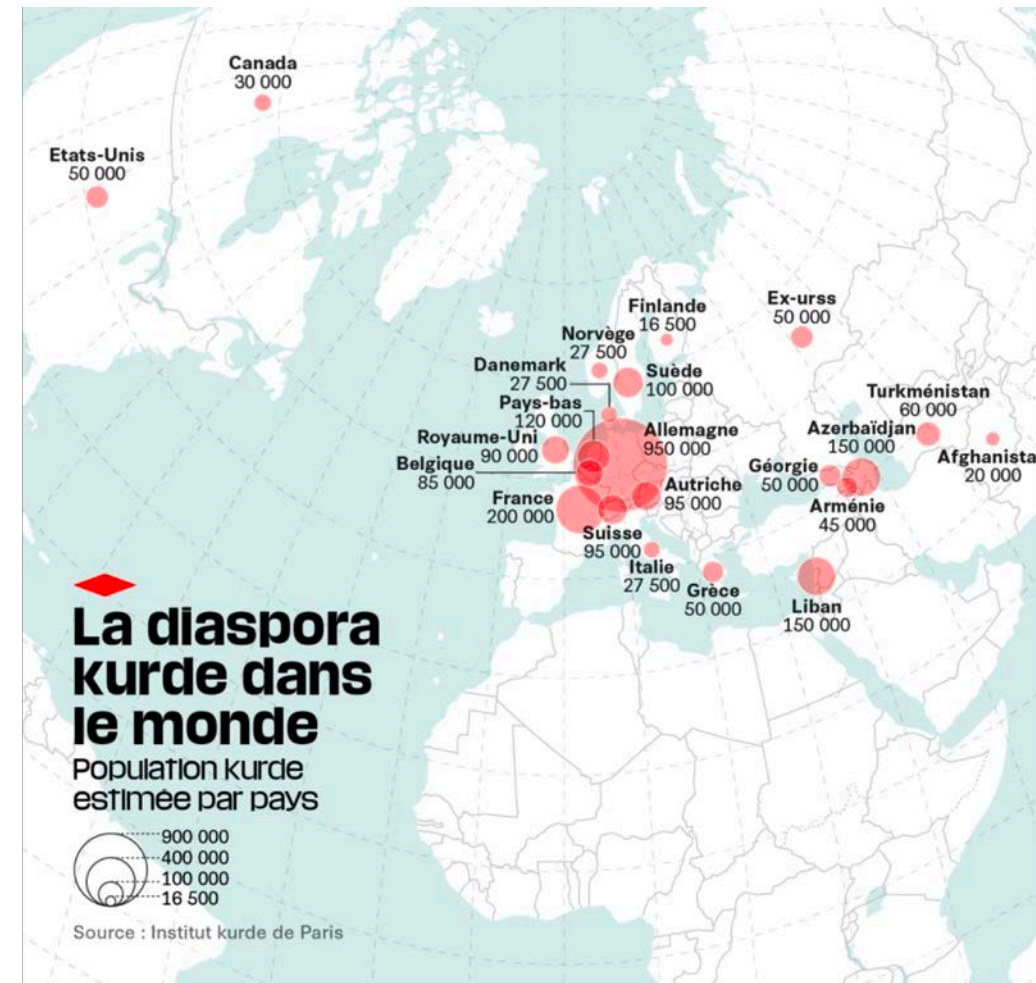 Canada
30 000
Etats-Unis
50 000
Finlande
16 500
Ex-urss
50 000
Norvège
27 500
Danemark
27 500
Suède
100 000
Pays-bas
120 000
Turkménistan
60 000
Royaume-Uni
90 000
Allemagne
950 000
Azerbaïdjan
150 000
Belgique
85 000
Géorgie
50 000
Afghanista
20 000
France
200 000
Autriche
95 000
Arménie
45 000
Suisse
95 000
Italie
27 500
Grèce
50 000
Liban
150 000
La diaspora
kurde dans
le monde
Population kurde
estimée par pays
900 000
400 000
100 000
16 500
Source : Institut kurde de Paris